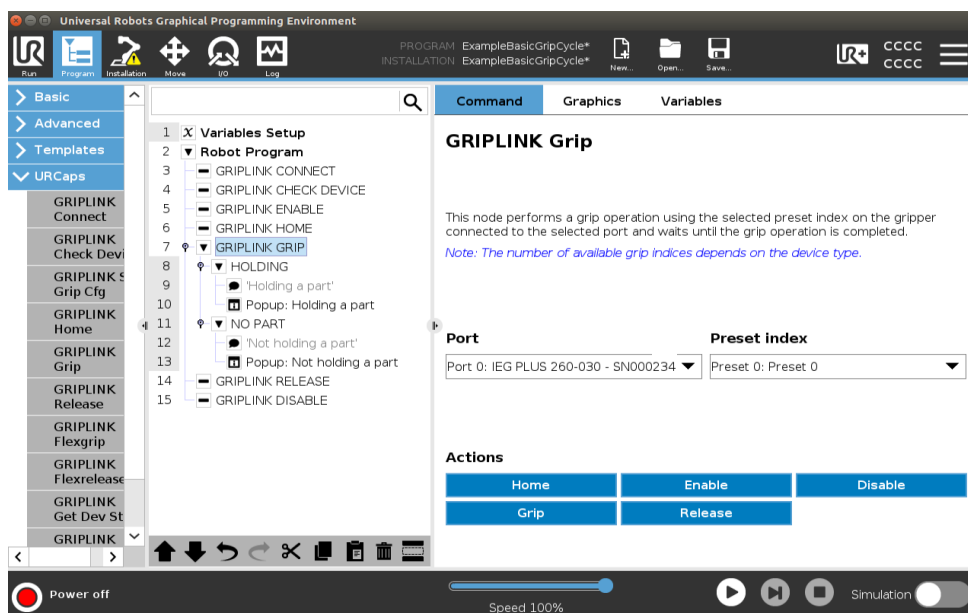 Universal Robots Graphical Programming Environment
UR
Run
Program
Installation
Move
I/O
Log
PROGRAM ExampleBasicGripCycle*
INSTALLATION ExampleBasicGripCycle*
New...
Open...
Save...
UR+
CCCC
CCCC
Basic
Advanced
Templates
URCaps
GRIPLINK
Connect
GRIPLINK
Check Devi
GRIPLINK S
Grip Cfg
GRIPLINK
Home
GRIPLINK
Grip
GRIPLINK
Release
GRIPLINK
Flexgrip
GRIPLINK
Flexrelease
GRIPLINK
Get Dev St
GRIPLINK
1 X Variables Setup
2 Robot Program
3 GRIPLINK CONNECT
4 GRIPLINK CHECK DEVICE
5 GRIPLINK ENABLE
6 GRIPLINK HOME
7 GRIPLINK GRIP
8 HOLDING
9 'Holding a part'
10 Popup: Holding a part
11 NO PART
12 'Not holding a part'
13 Popup: Not holding a part
14 GRIPLINK RELEASE
15 GRIPLINK DISABLE
Command Graphics Variables
GRIPLINK Grip
This node performs a grip operation using the selected preset index on the gripper
connected to the selected port and waits until the grip operation is completed.
Note: The number of available grip indices depends on the device type.
Port Preset index
Port 0: IEG PLUS 260-030 - SN000234 Preset 0: Preset 0
Actions
Home Enable Disable
Grip Release
Power off
Speed 100%
Simulation